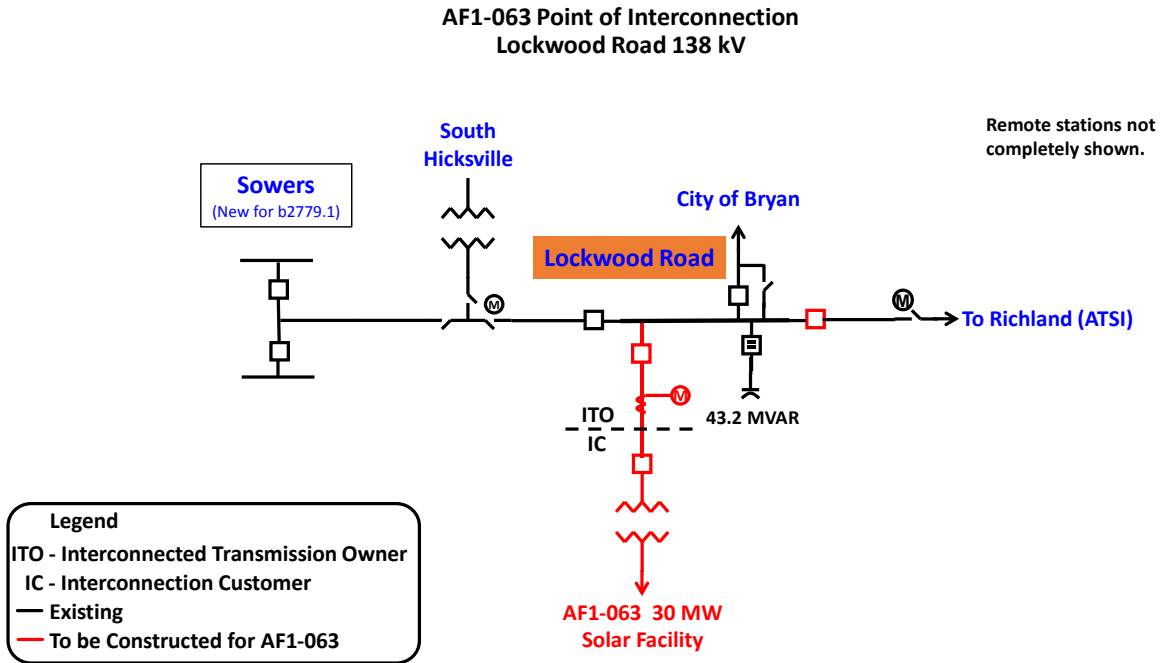 AF1-063 Point of Interconnection
Lockwood Road 138 kV
Remote stations not
completely shown.
South
Hicksville
Sowers
(New for b2779.1)
City of Bryan
Lockwood Road
M
M
To Richland (ATSI)
M
ITO
IC
43.2 MVAR
Legend
ITO - Interconnected Transmission Owner
IC - Interconnection Customer
Existing
To be Constructed for AF1-063
AF1-063 30 MW
Solar Facility